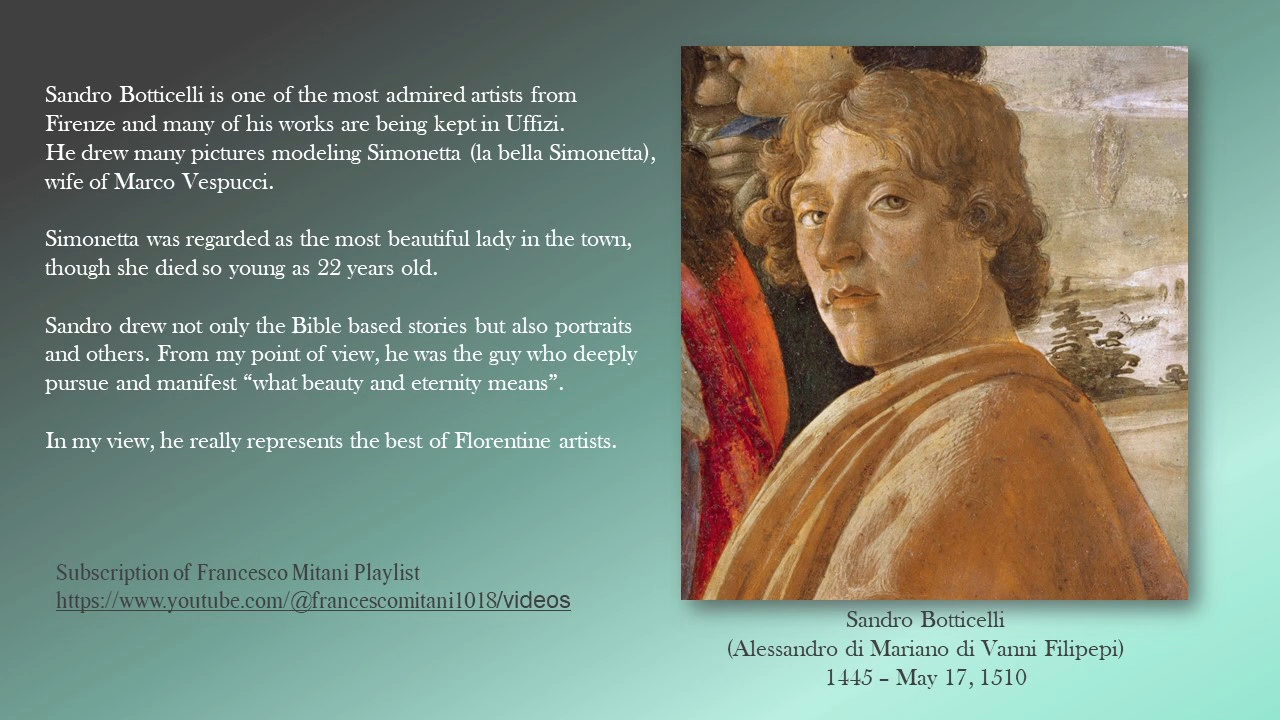 Sandro Botticelli is one of the most admired artists from
Firenze and many of his works are being kept in Uffizi.
He drew many pictures modeling Simonetta (la bella Simonetta),
wife of Marco Vespucci.
Simonetta was regarded as the most beautiful lady in the town,
though she died so young as 22 years old.
Sandro drew not only the Bible based stories but also portraits
and others. From my point of view, he was the guy who deeply
pursue and manifest “what beauty and eternity means”.
In my view, he really represents the best of Florentine artists.
Subscription of Francesco Mitani Playlist
https://www.youtube.com/@francescomitani1018/videos
Sandro Botticelli
(Alessandro di Mariano di Vanni Filipepi)
1445 – May 17, 1510